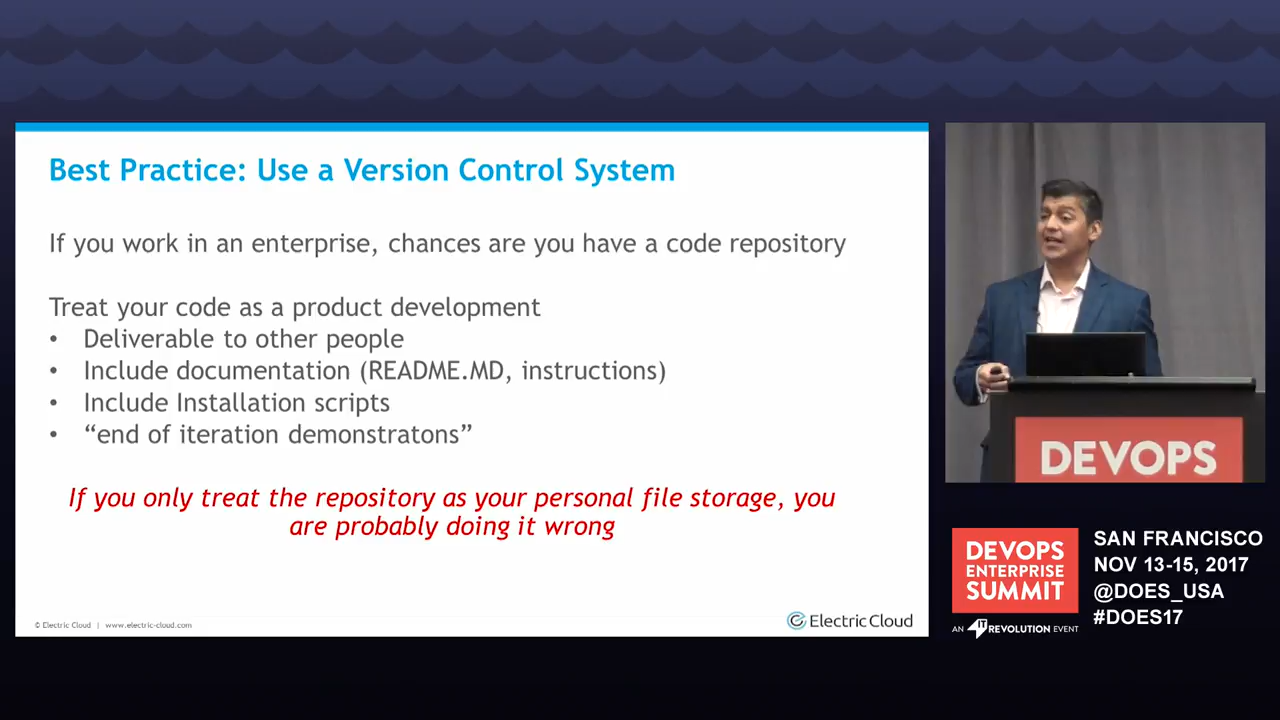 Best Practice: Use a Version Control System
If you work in an enterprise, chances are you have a code repository
Treat your code as a product development
• Deliverable to other people
• Include documentation (README.MD, instructions)
• Include Installation scripts
• “end of iteration demonstratons”
If you only treat the repository as your personal file storage, you
are probably doing it wrong
© Electric Cloud | www.electric-cloud.com
Electric Cloud
DEVOPS
DEVOPS
ENTERPRISE
SUMMIT
AN IT REVOLUTION EVENT
SAN FRANCISCO
NOV 13-15, 2017
@DOES_USA
#DOES17